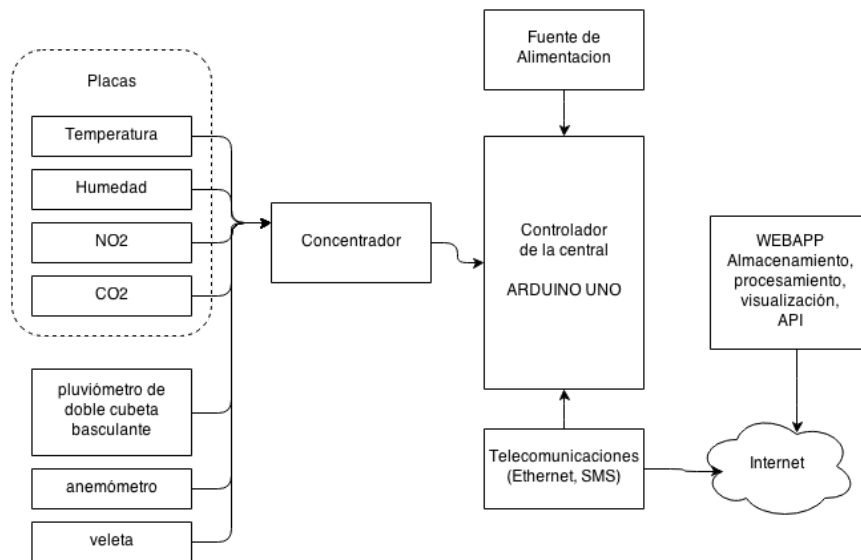 Fuente de
Alimentacion
Placas
Temperatura
Humedad
NO2
CO2
Concentrador
Controlador
de la central
ARDUINO UNO
WEBAPP
Almacenamiento,
procesamiento,
visualización,
API
pluviómetro de
doble cubeta
basculante
anemómetro
veleta
Telecomunicaciones
(Ethernet, SMS)
Internet